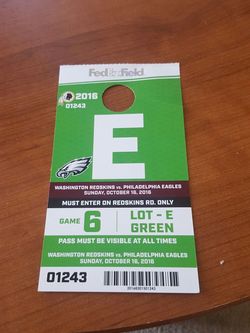 FedExField
2016
01243
E
WASHINGTON REDSKINS vs. PHILADELPHIA EAGLES
SUNDAY, OCTOBER 16, 2016
MUST ENTER ON REDSKINS RD. ONLY
GAME 6 LOT - E
GREEN
PASS MUST BE VISIBLE AT ALL TIMES
WASHINGTON REDSKINS vs. PHILADELPHIA EAGLES
SUNDAY, OCTOBER 16, 2016
01243